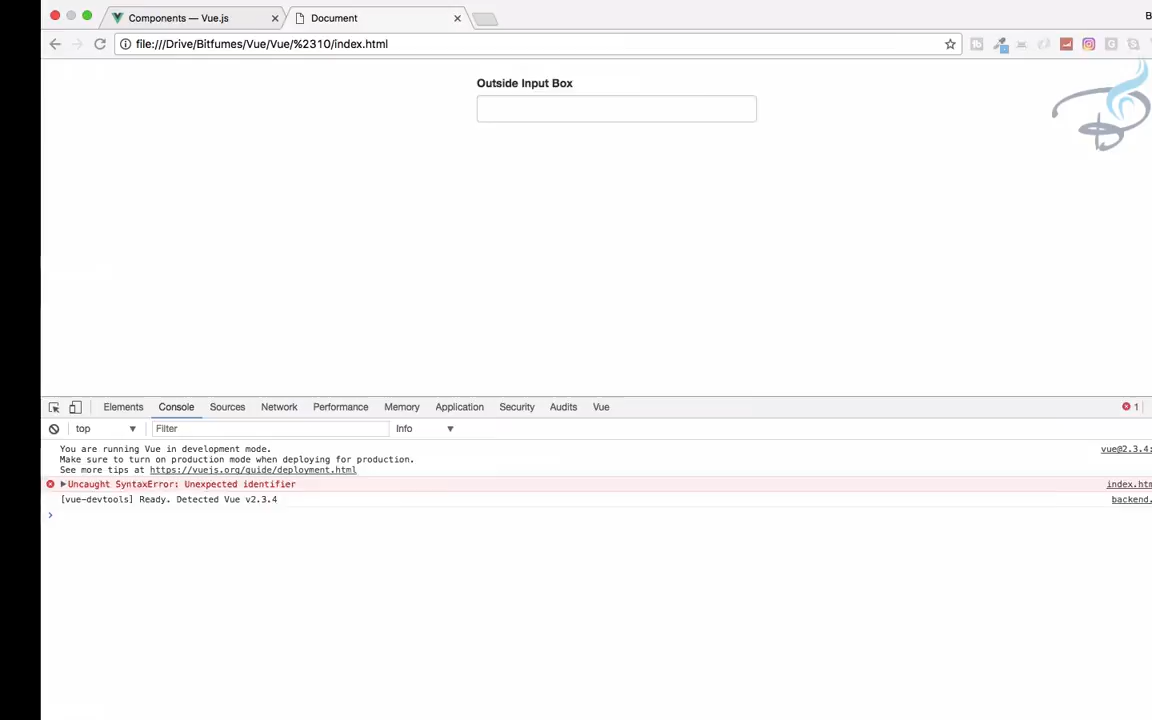 Components — Vue.js
Document
B
file:///Drive/Bitfumes/Vue/Vue/%2310/index.html
Outside Input Box
Elements Console Sources Network Performance Memory Application Security Audits Vue 1
top Filter Info
You are running Vue in development mode. vue@2.3.4:
Make sure to turn on production mode when deploying for production.
See more tips at https://vuejs.org/guide/deployment.html
Uncaught SyntaxError: Unexpected identifier index.htm
[vue-devtools] Ready. Detected Vue v2.3.4 backend.